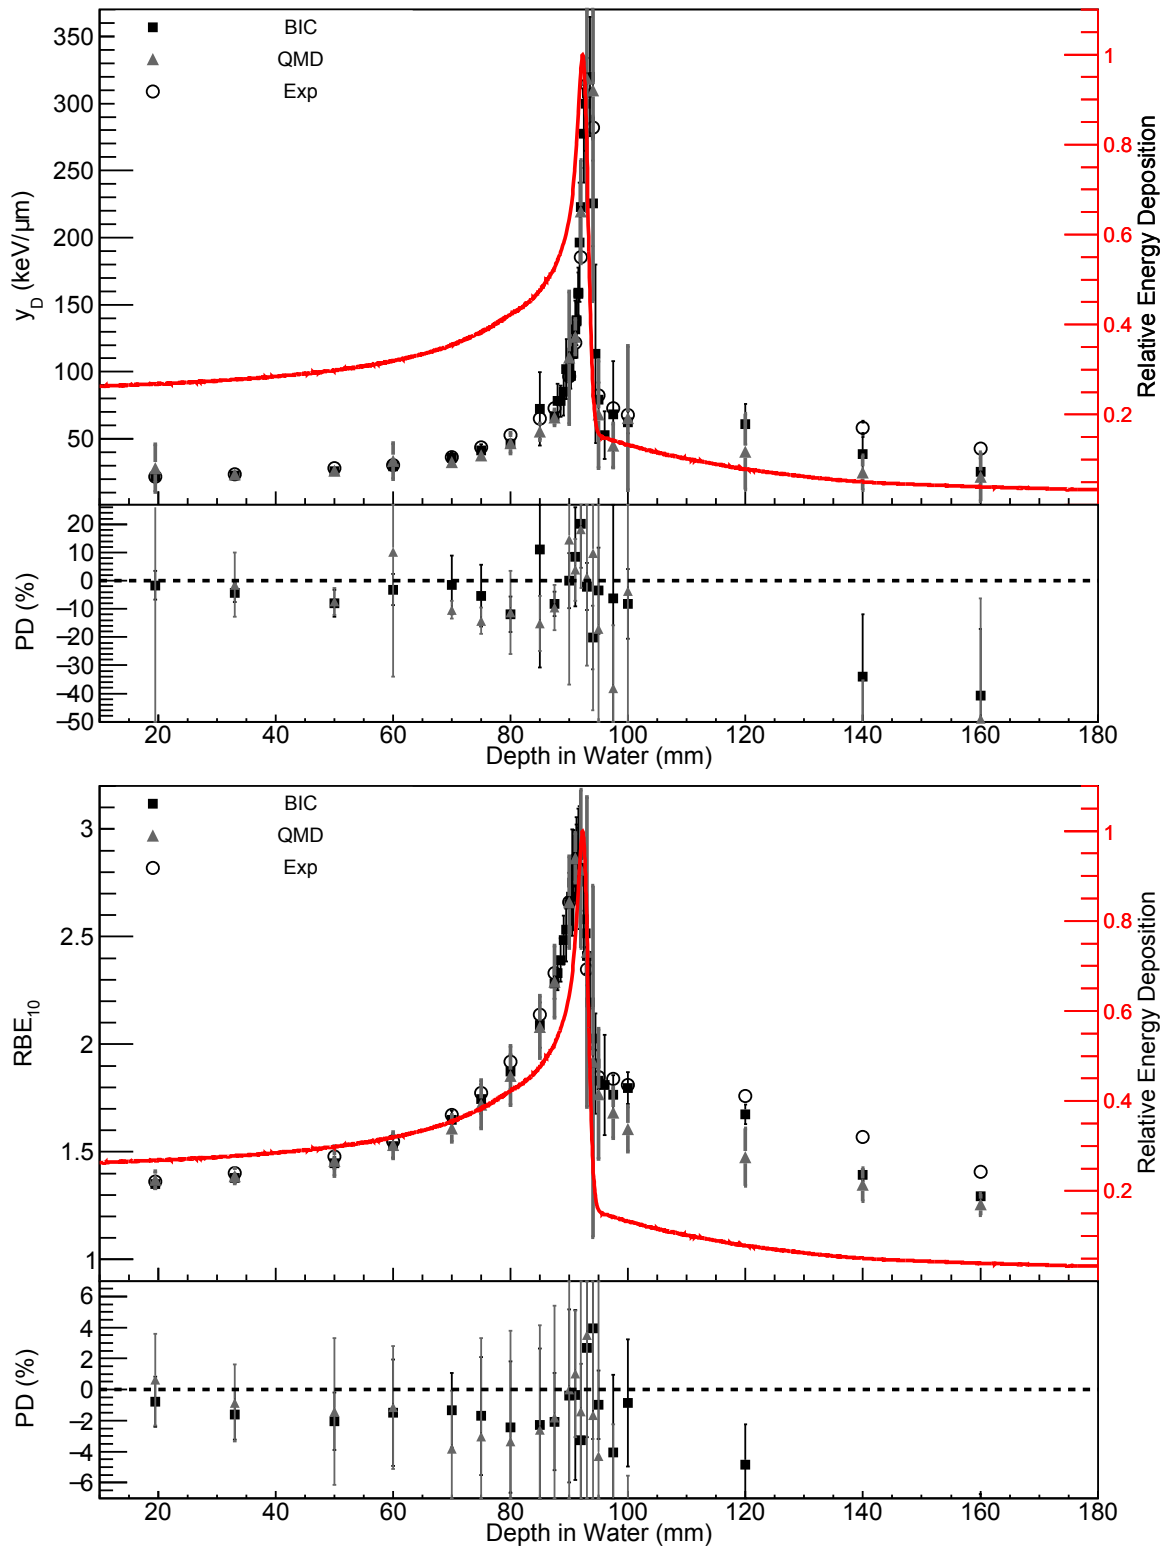 BIC
QMD
Exp
350
300
250
200
150
100
50
y_D (keV/μm)
1
0.8
0.6
0.4
0.2
Relative Energy Deposition
20
10
0
−10
−20
−30
−40
−50
PD (%)
20 40 60 80 100 120 140 160 180
Depth in Water (mm)
BIC
QMD
Exp
3
2.5
2
1.5
1
RBE_10
1
0.8
0.6
0.4
0.2
Relative Energy Deposition
6
4
2
0
−2
−4
−6
PD (%)
20 40 60 80 100 120 140 160 180
Depth in Water (mm)